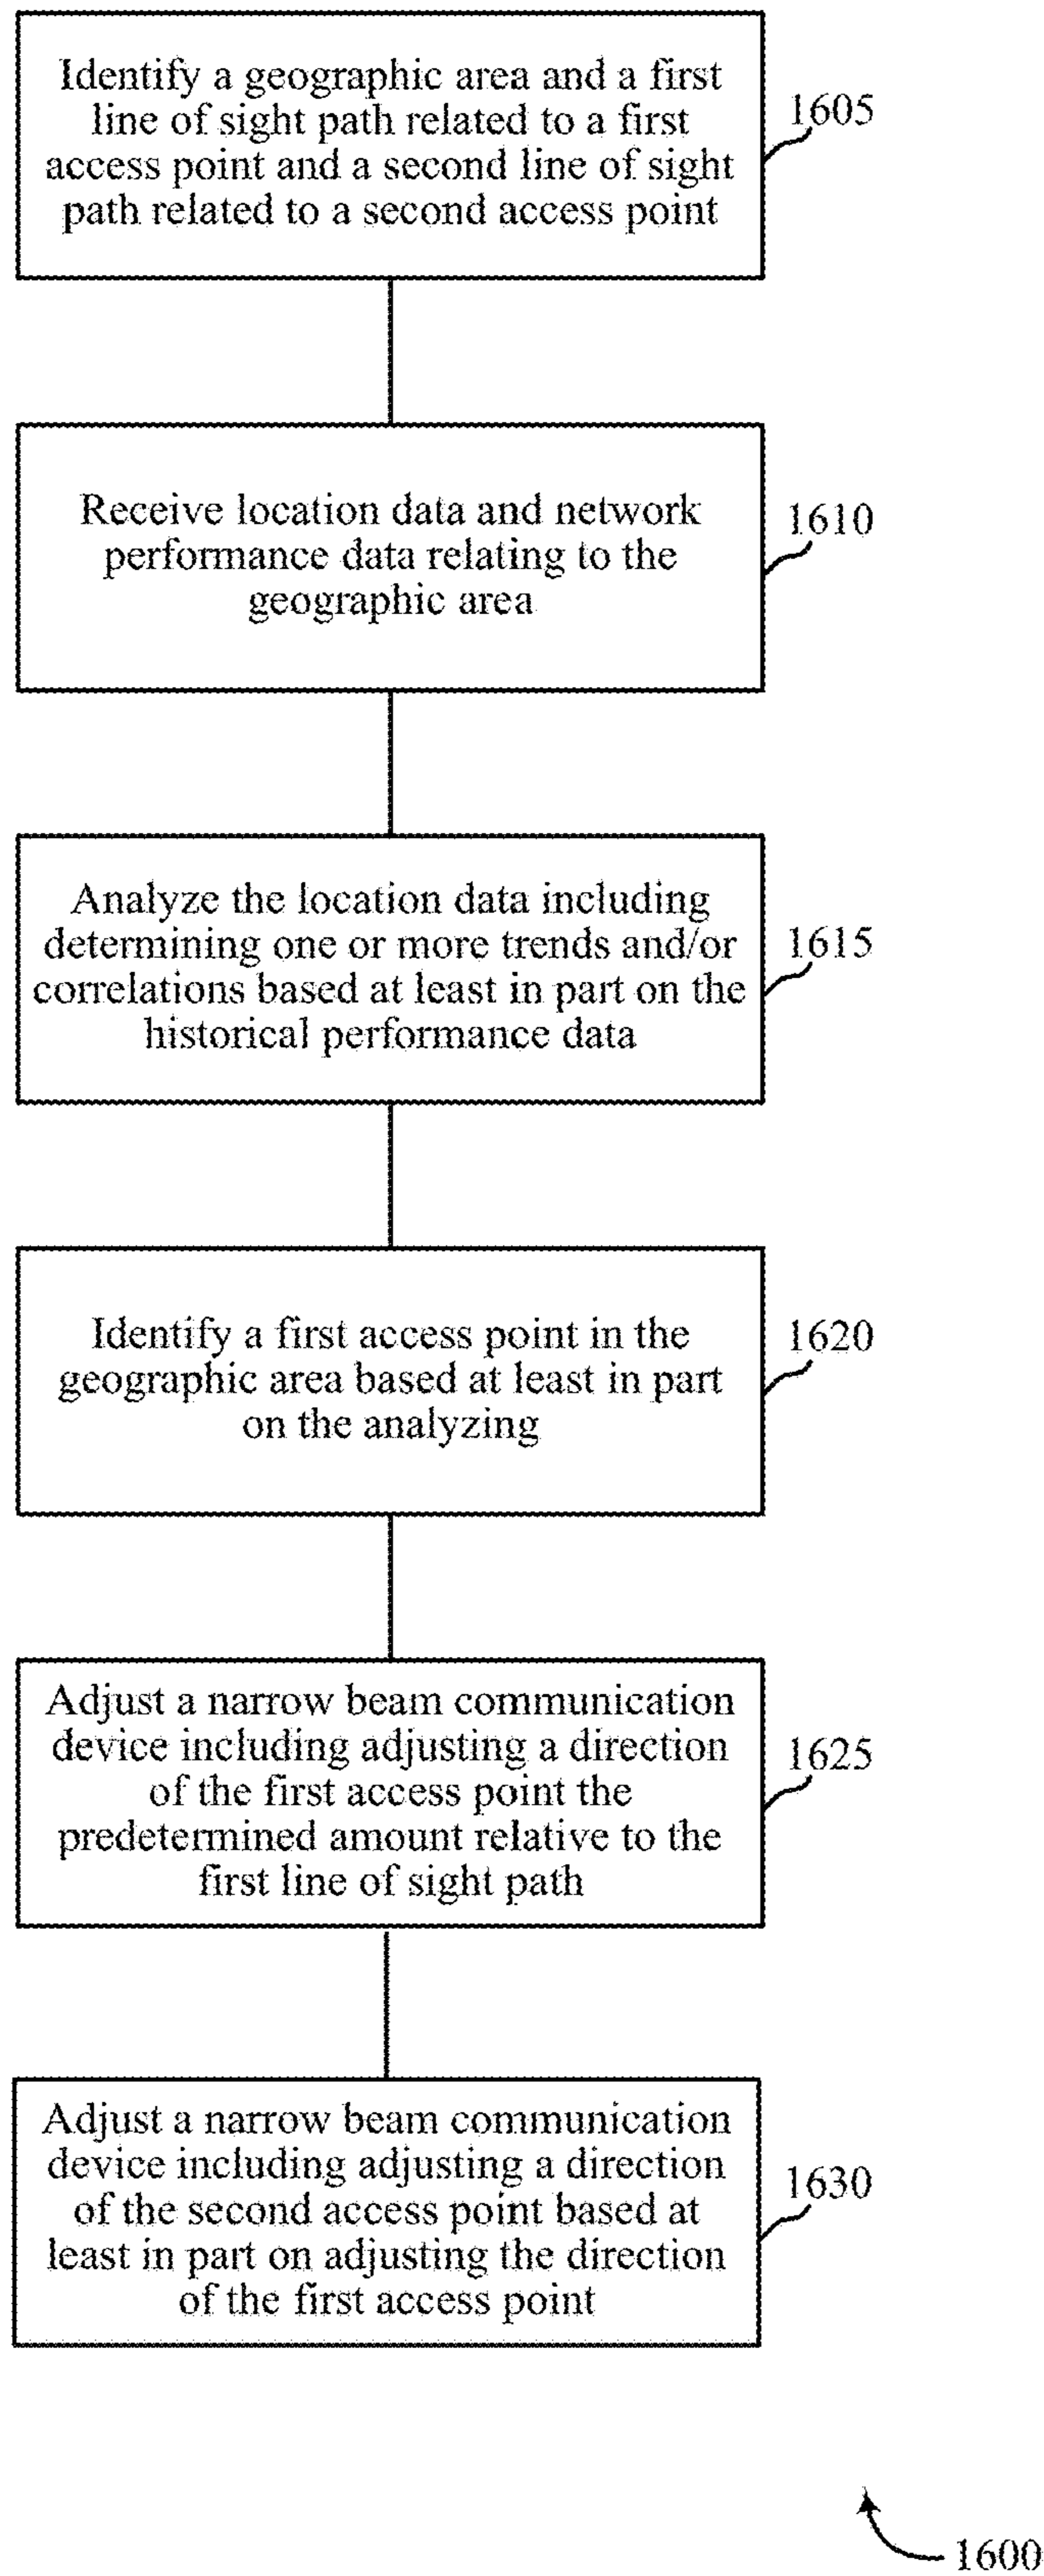 Identify a geographic area and a first
line of sight path related to a first
access point and a second line of sight
path related to a second access point
1605
Receive location data and network
performance data relating to the
geographic area
1610
Analyze the location data including
determining one or more trends and/or
correlations based at least in part on the
historical performance data
1615
Identify a first access point in the
geographic area based at least in part
on the analyzing
1620
Adjust a narrow beam communication
device including adjusting a direction
of the first access point the
predetermined amount relative to the
first line of sight path
1625
Adjust a narrow beam communication
device including adjusting a direction
of the second access point based at
least in part on adjusting the direction
of the first access point
1630
1600